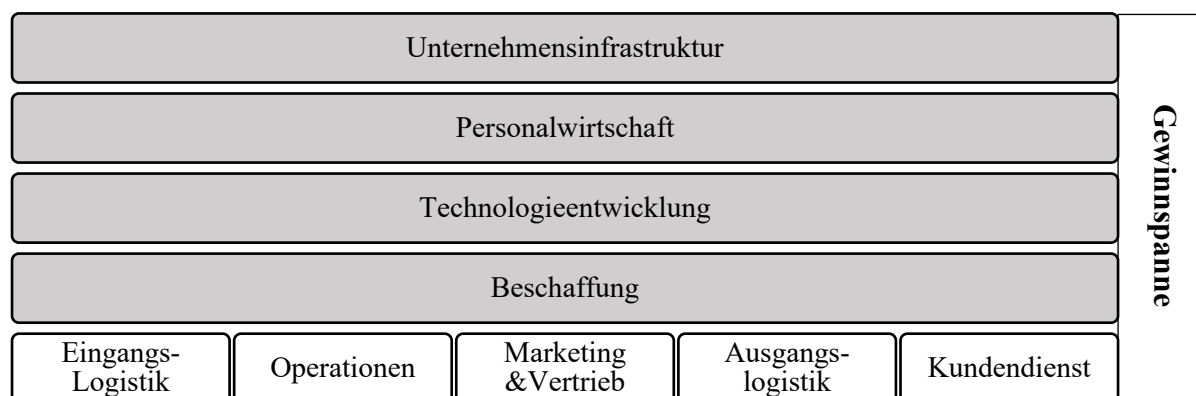 Unternehmensinfrastruktur
Personalwirtschaft
Technologieentwicklung
Beschaffung
Eingangs-
Logistik
Operationen
Marketing
&Vertrieb
Ausgangs-
logistik
Kundendienst
Gewinnspanne